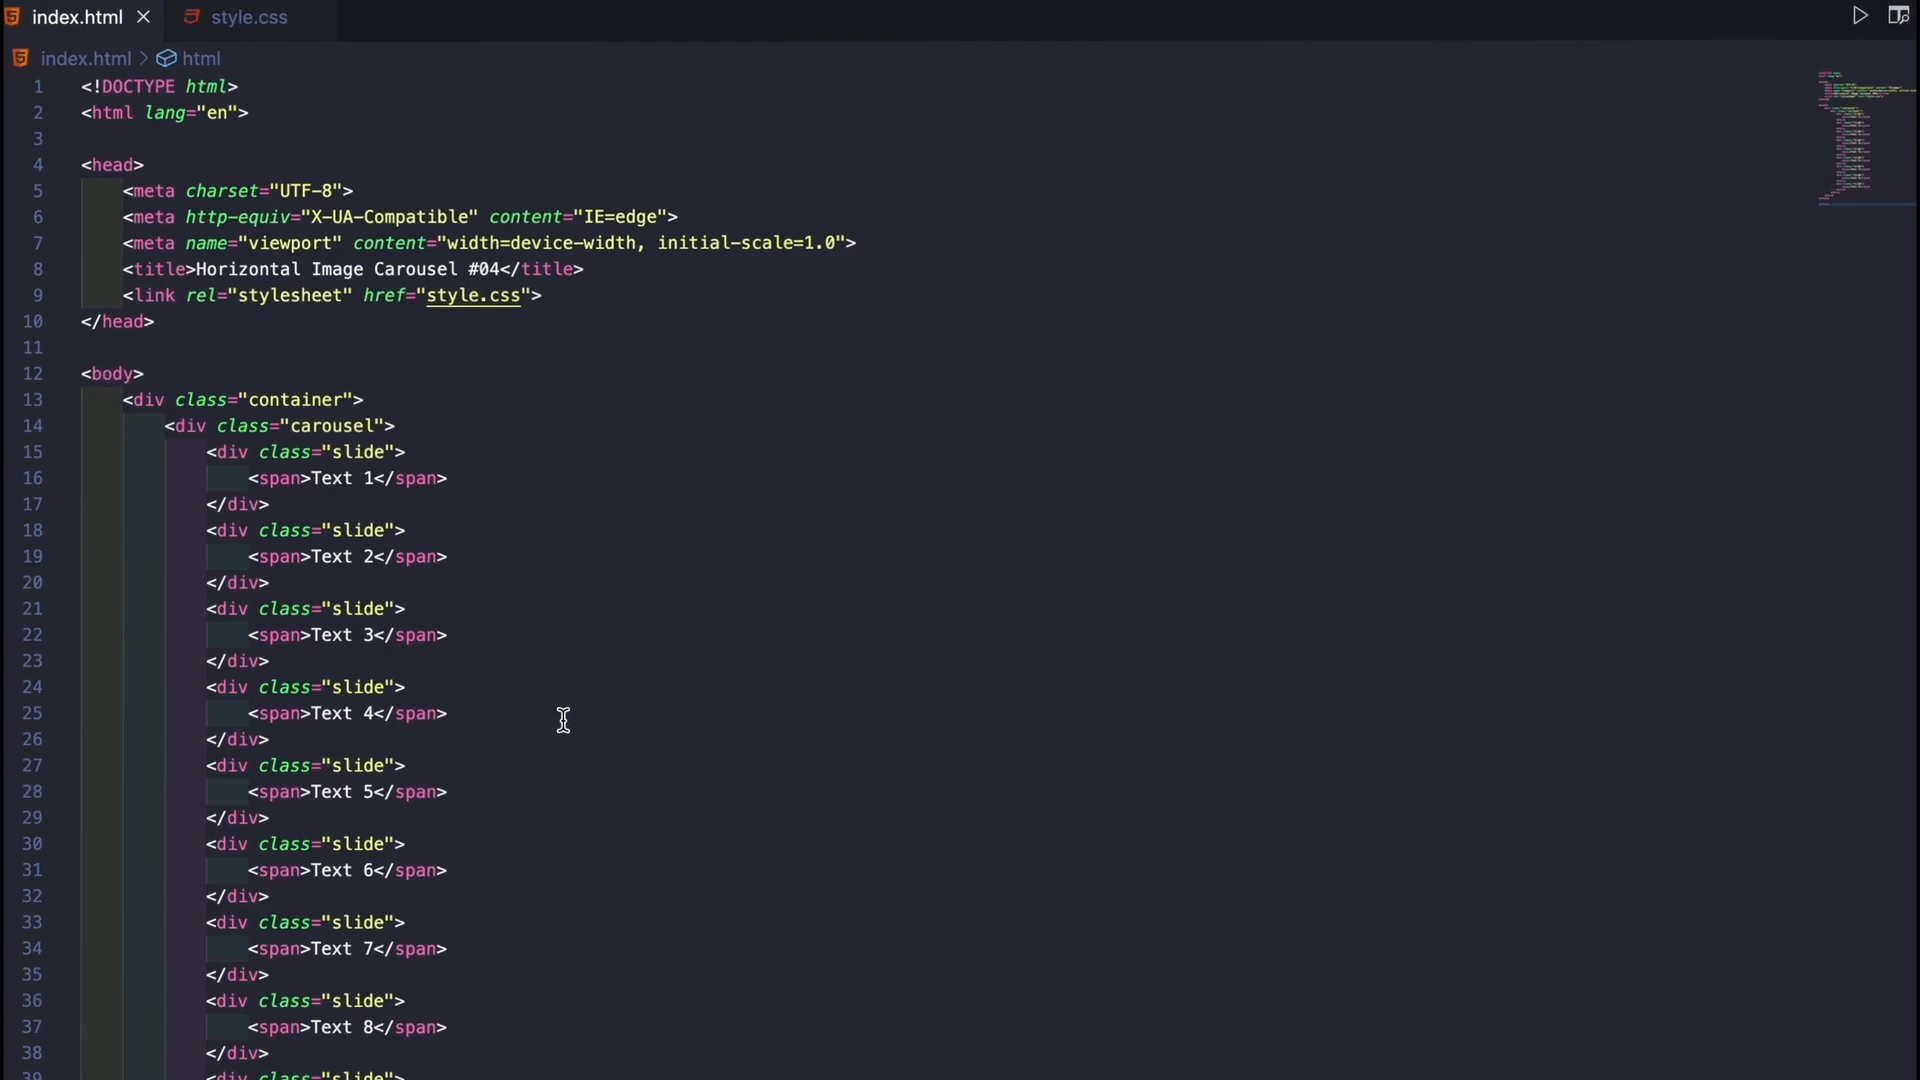 index.html
style.css
index.html > html
1 <!DOCTYPE html>
2 <html lang="en">
3
4 <head>
5 <meta charset="UTF-8">
6 <meta http-equiv="X-UA-Compatible" content="IE=edge">
7 <meta name="viewport" content="width=device-width, initial-scale=1.0">
8 <title>Horizontal Image Carousel #04</title>
9 <link rel="stylesheet" href="style.css">
10 </head>
11
12 <body>
13 <div class="container">
14 <div class="carousel">
15 <div class="slide">
16 <span>Text 1</span>
17 </div>
18 <div class="slide">
19 <span>Text 2</span>
20 </div>
21 <div class="slide">
22 <span>Text 3</span>
23 </div>
24 <div class="slide">
25 <span>Text 4</span>
26 </div>
27 <div class="slide">
28 <span>Text 5</span>
29 </div>
30 <div class="slide">
31 <span>Text 6</span>
32 </div>
33 <div class="slide">
34 <span>Text 7</span>
35 </div>
36 <div class="slide">
37 <span>Text 8</span>
38 </div>
39 <div class="slide">